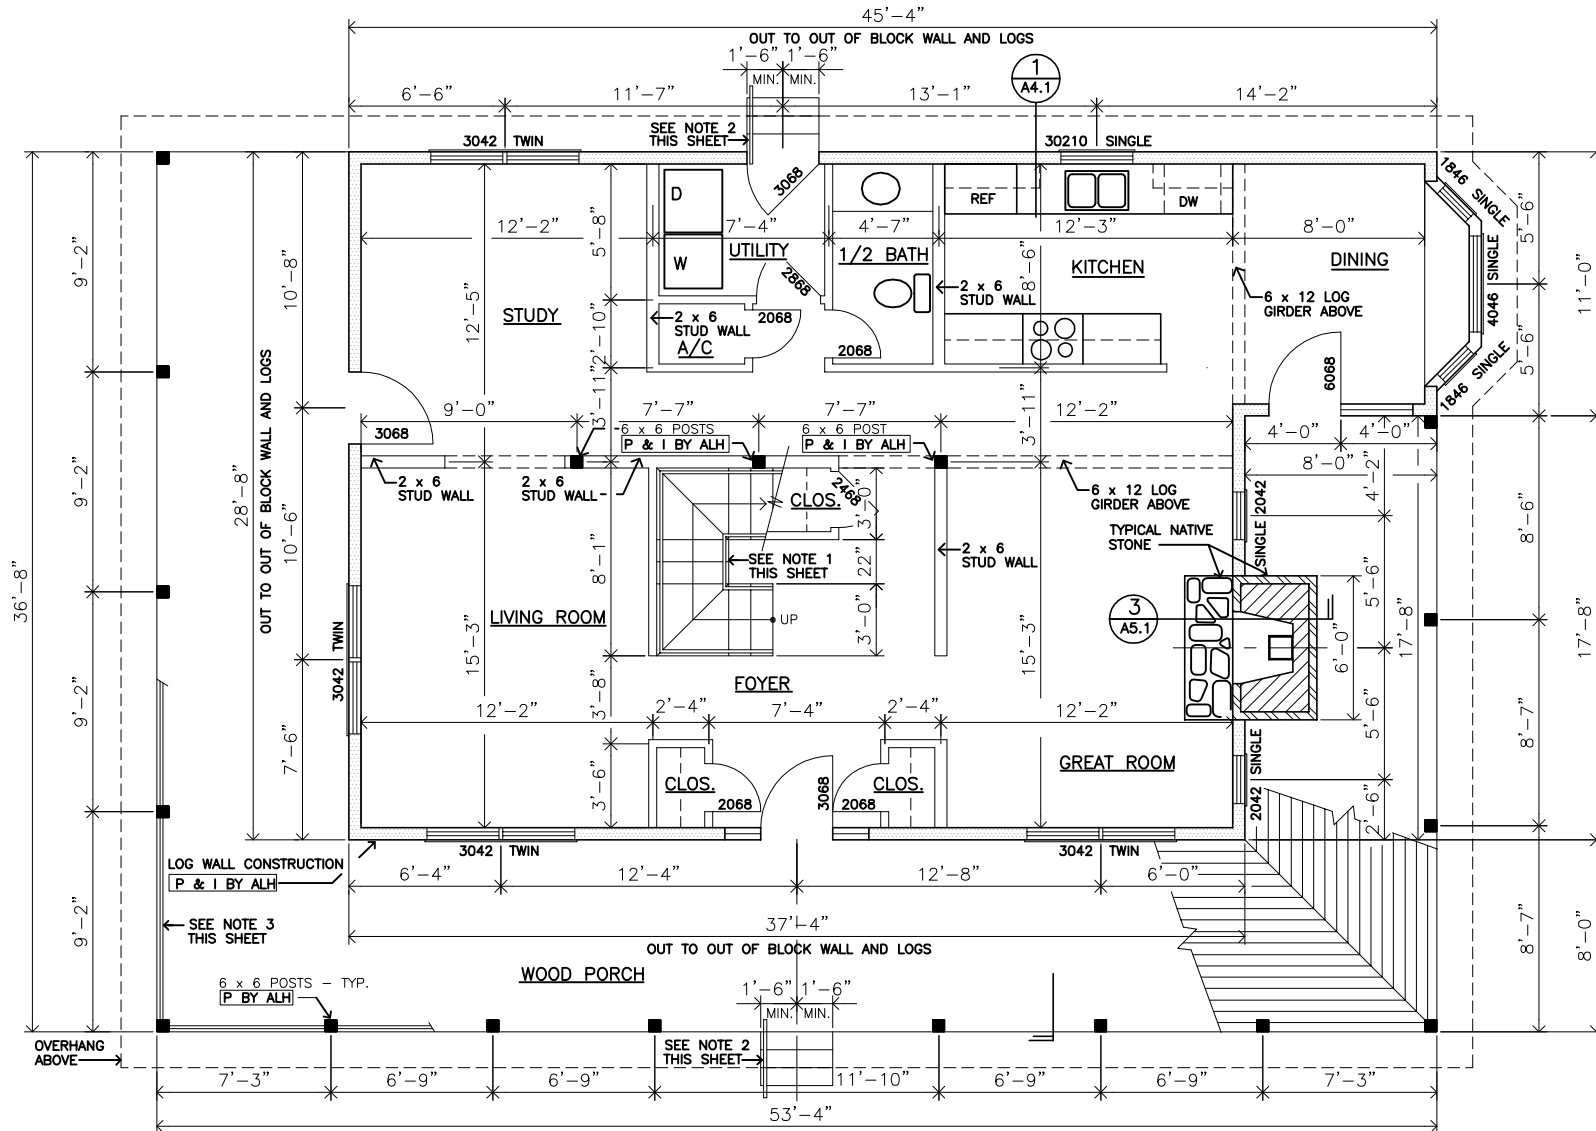 45'-4"
OUT TO OUT OF BLOCK WALL AND LOGS
1'-6" 1'-6"
MIN. MIN.
1
A4.1
6'-6" 11'-7" 13'-1" 14'-2"
SEE NOTE 2
THIS SHEET
3042 TWIN
30210 SINGLE
3068
1846 SINGLE
D
REF
DW
12'-2" 7'-4" 4'-7" 12'-3" 8'-0"
5'-8"
8'-6"
5'-6"
9'-2"
10'-8"
11'-0"
W
UTILITY
1/2 BATH
KITCHEN
DINING
2868
4046 SINGLE
12'-5"
STUDY
2 x 6
STUD WALL
6 x 12 LOG
GIRDER ABOVE
2 x 6
STUD WALL
2068
A/C
2068
2'-10"
5'-6"
1846 SINGLE
6068
28'-8"
OUT TO OUT OF BLOCK WALL AND LOGS
3'-11"
3'-11"
9'-0" 7'-7" 7'-7" 12'-2"
3068
6 x 6 POSTS
P & I BY ALH
6 x 6 POST
P & I BY ALH
4'-0" 4'-0"
8'-0"
9'-2"
2 x 6
STUD WALL
2 x 6
STUD WALL
CLOS.
2468
3'-0"
6 x 12 LOG
GIRDER ABOVE
SINGLE 2042
4'-2"
8'-6"
TYPICAL NATIVE
STONE
36'-8"
10'-6"
8'-1"
SEE NOTE 1
THIS SHEET
22"
2 x 6
STUD WALL
5'-6"
LIVING ROOM
UP
3'-0"
3
A5.1
6'-0"
17'-8"
17'-8"
3042 TWIN
15'-3"
15'-3"
FOYER
9'-2"
3'-8"
12'-2" 2'-4" 7'-4" 2'-4" 12'-2"
5'-6"
8'-7"
7'-6"
3'-6"
CLOS.
CLOS.
GREAT ROOM
2068
3068
2068
2042 SINGLE
2'-6"
3042 TWIN
3042 TWIN
LOG WALL CONSTRUCTION
P & I BY ALH
6'-4" 12'-4" 12'-8" 6'-0"
9'-2"
SEE NOTE 3
THIS SHEET
37'-4"
OUT TO OUT OF BLOCK WALL AND LOGS
8'-7"
8'-0"
WOOD PORCH
6 x 6 POSTS - TYP.
P BY ALH
1'-6" 1'-6"
MIN. MIN.
OVERHANG
ABOVE
SEE NOTE 2
THIS SHEET
7'-3" 6'-9" 6'-9" 11'-10" 6'-9" 6'-9" 7'-3"
53'-4"